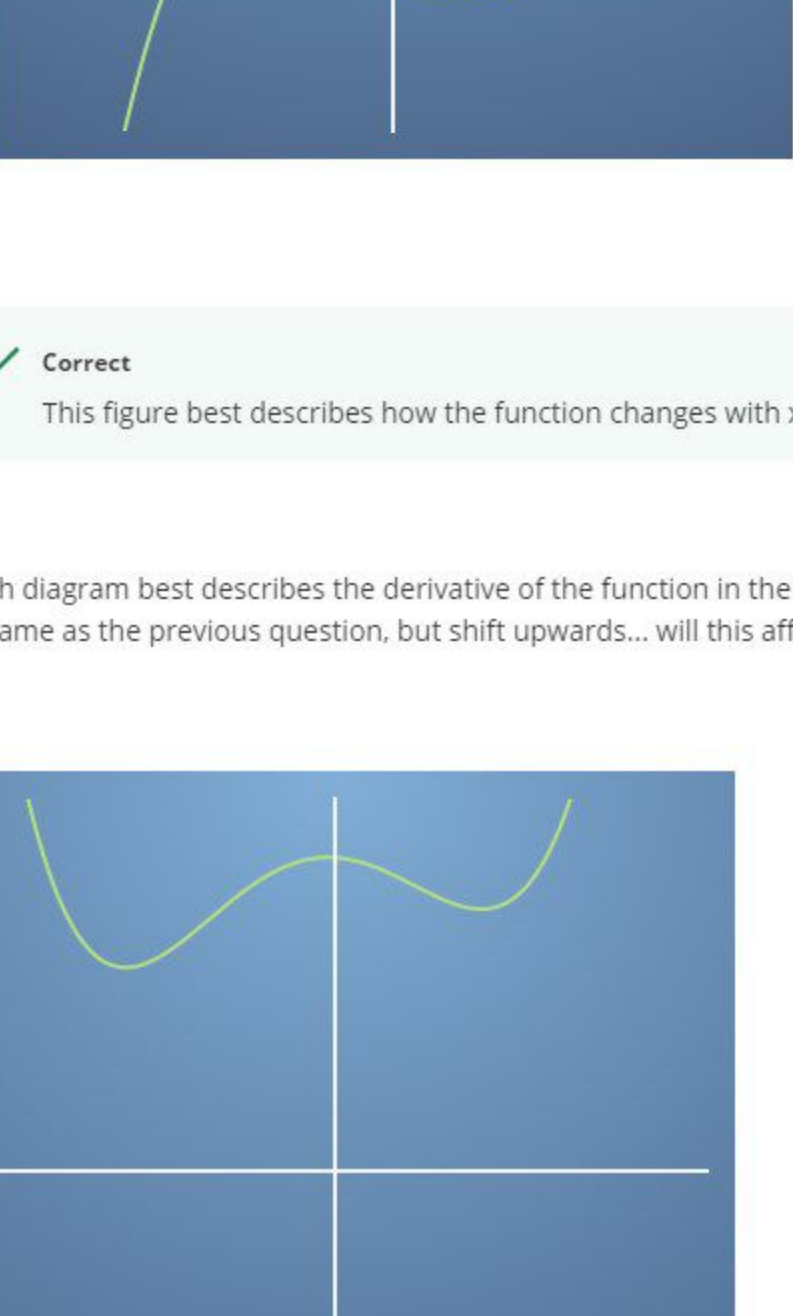 Correct
This figure best describes how the function changes with x
h diagram best describes the derivative of the function in the
ame as the previous question, but shift upwards... will this aff